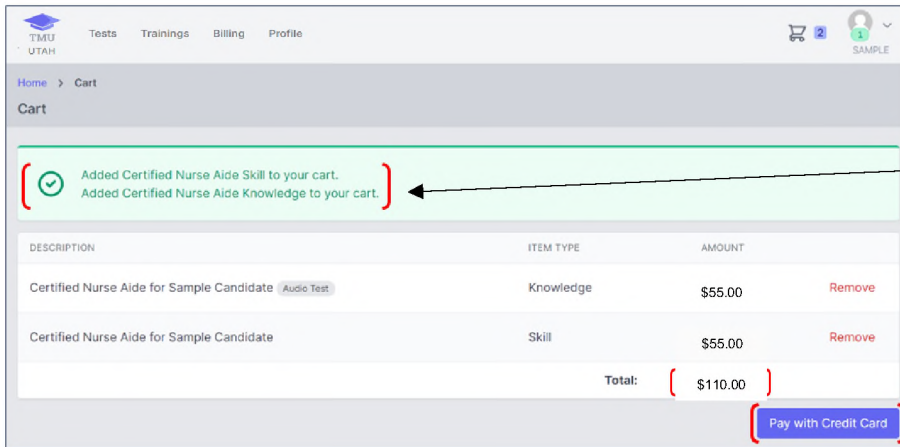 TMU
UTAH
Tests Trainings Billing Profile
2
1
SAMPLE
Home > Cart
Cart
Added Certified Nurse Aide Skill to your cart.
Added Certified Nurse Aide Knowledge to your cart.
DESCRIPTION ITEM TYPE AMOUNT
Certified Nurse Aide for Sample Candidate Audio Test Knowledge $55.00 Remove
Certified Nurse Aide for Sample Candidate Skill $55.00 Remove
Total: $110.00
Pay with Credit Card